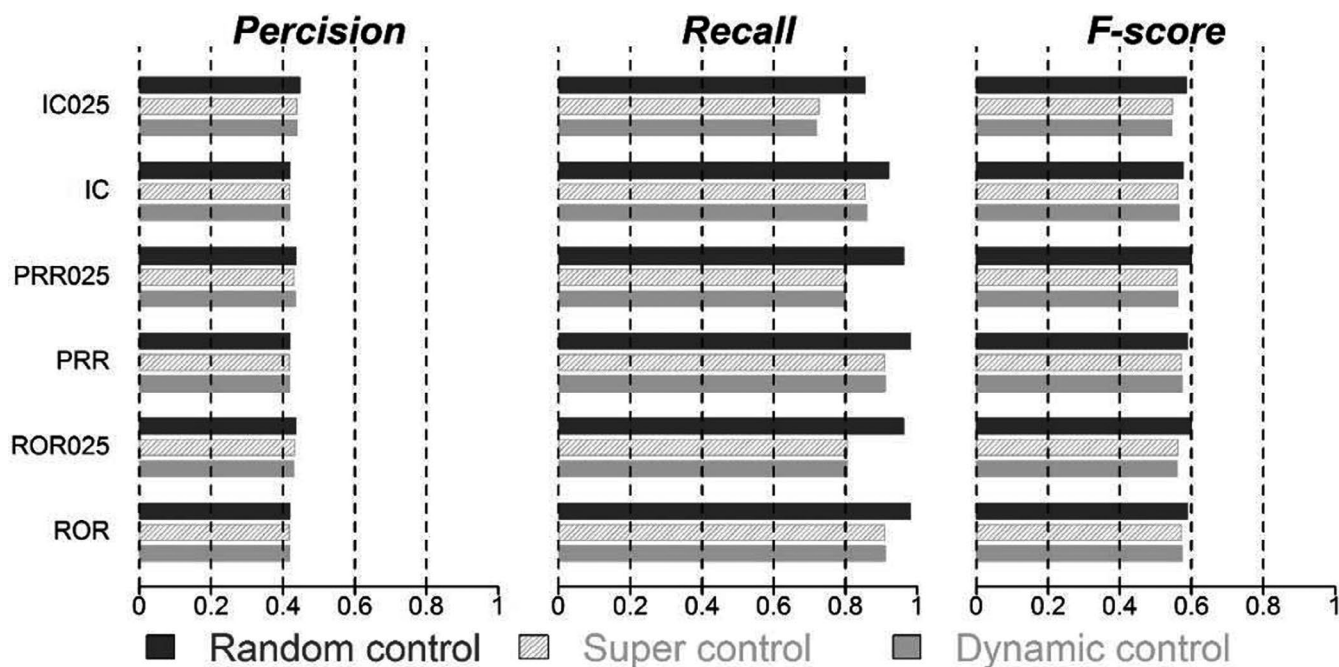 Percision Recall F-score
IC025
IC
PRR025
PRR
ROR025
ROR
0 0.2 0.4 0.6 0.8 1 0 0.2 0.4 0.6 0.8 1 0 0.2 0.4 0.6 0.8 1
Random control Super control Dynamic control